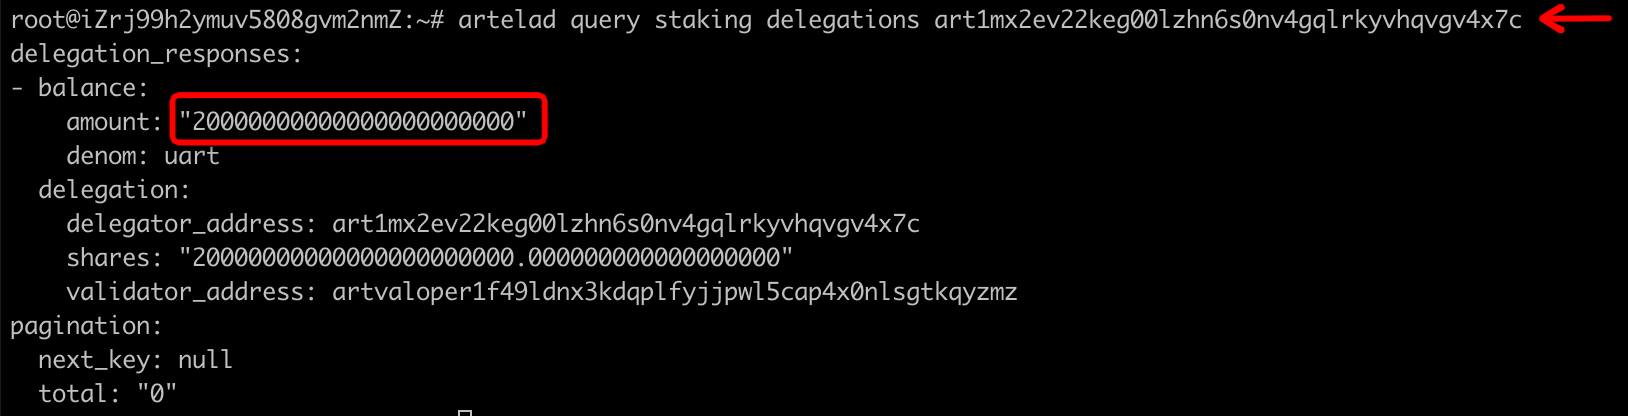 root@iZrj99h2ymuv5808gvm2nmZ:~# artelad query staking delegations art1mx2ev22keg00lzhn6s0nv4gqlrkyvhqvgv4x7c
delegation_responses:
- balance:
    amount: "20000000000000000000000"
    denom: uart
  delegation:
    delegator_address: art1mx2ev22keg00lzhn6s0nv4gqlrkyvhqvgv4x7c
    shares: "20000000000000000000000.000000000000000000"
    validator_address: artvaloper1f49ldnx3kdqplfyjjpwl5cap4x0nlsgtkqyzmz
pagination:
  next_key: null
  total: "0"